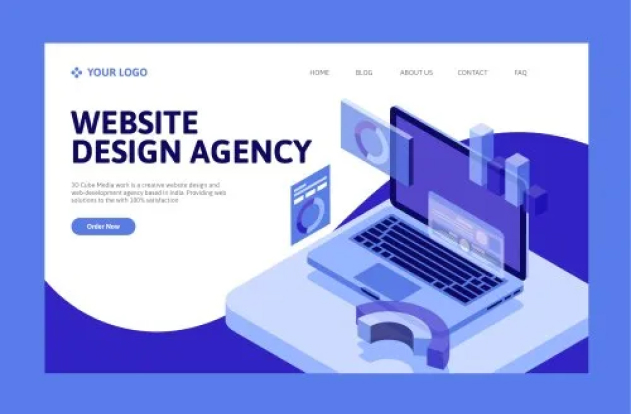 YOUR LOGO
HOME BLOG ABOUT US CONTACT FAQ
WEBSITE
DESIGN AGENCY
3D Cube Media work is a creative website design and
web-development agency based in India. Providing web
solutions to the with 100% satisfaction
Order Now